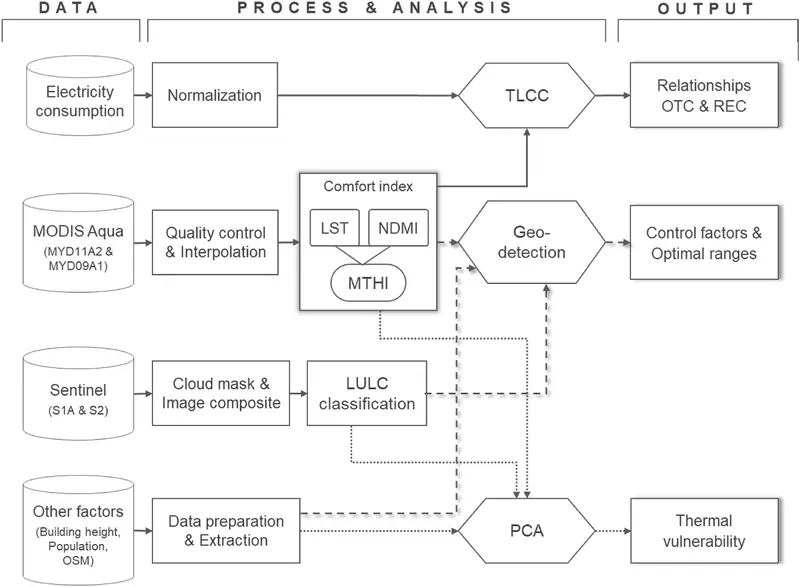 DATA
PROCESS & ANALYSIS
OUTPUT
Electricity
consumption
Normalization
TLCC
Relationships
OTC & REC
MODIS Aqua
(MYD11A2 &
MYD09A1)
Quality control
& Interpolation
Comfort index
LST
NDMI
MTHI
Geo-
detection
Control factors &
Optimal ranges
Sentinel
(S1A & S2)
Cloud mask &
Image composite
LULC
classification
Other factors
(Building height,
Population,
OSM)
Data preparation
& Extraction
PCA
Thermal
vulnerability